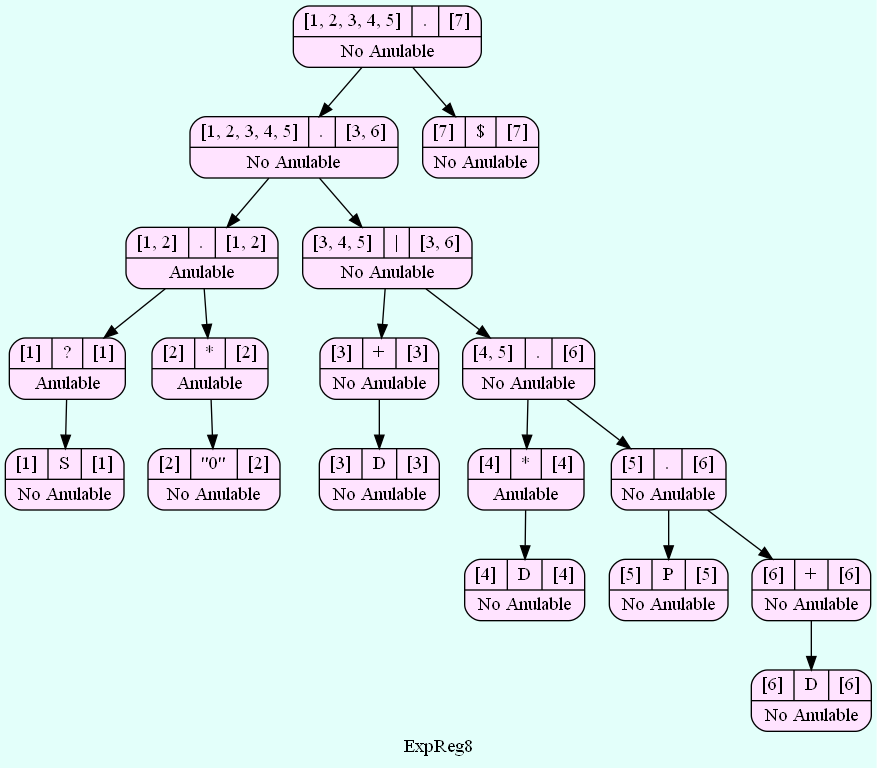 [1, 2, 3, 4, 5] . [7]
No Anulable
[1, 2, 3, 4, 5] . [3, 6]
No Anulable
[7] $ [7]
No Anulable
[1, 2] . [1, 2]
Anulable
[3, 4, 5] | [3, 6]
No Anulable
[1] ? [1]
Anulable
[2] * [2]
Anulable
[3] + [3]
No Anulable
[4, 5] . [6]
No Anulable
[1] S [1]
No Anulable
[2] "0" [2]
No Anulable
[3] D [3]
No Anulable
[4] * [4]
Anulable
[5] . [6]
No Anulable
[4] D [4]
No Anulable
[5] P [5]
No Anulable
[6] + [6]
No Anulable
[6] D [6]
No Anulable
ExpReg8